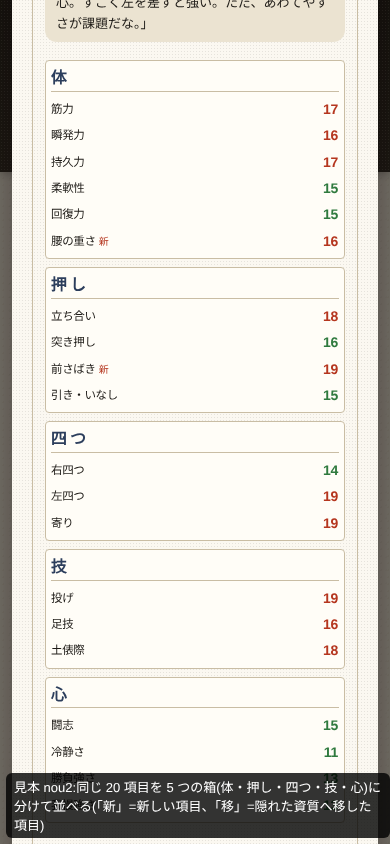 心。すごく左を差すと強い。ただ、あわてやす
さが課題だな。」
体
筋力 17
瞬発力 16
持久力 17
柔軟性 15
回復力 15
腰の重さ 新 16
押し
立ち合い 18
突き押し 16
前さばき 新 19
引き・いなし 15
四つ
右四つ 14
左四つ 19
寄り 19
技
投げ 19
足技 16
土俵際 18
心
闘志 15
冷静さ 11
勝負強さ 13
見本 nou2:同じ 20 項目を 5 つの箱(体・押し・四つ・技・心)に
分けて並べる(「新」=新しい項目、「移」=隠れた資質へ移した
項目)